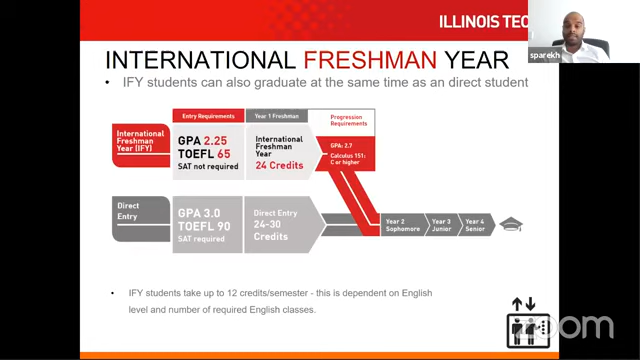 ILLINOIS TEC
sparekh
INTERNATIONAL FRESHMAN YEAR
• IFY students can also graduate at the same time as an direct student
Entry Requirements
Year 1 Freshman
Progression
Requirements
International
Freshman
Year (IFY)
GPA 2.25
TOEFL 65
SAT not required
International
Freshman
Year
24 Credits
GPA: 2.7
Calculus 151:
C or higher
Direct
Entry
GPA 3.0
TOEFL 90
SAT required
Direct Entry
24-30
Credits
Year 2
Sophomore
Year 3
Junior
Year 4
Senior
• IFY students take up to 12 credits/semester - this is dependent on English
level and number of required English classes.
zoom